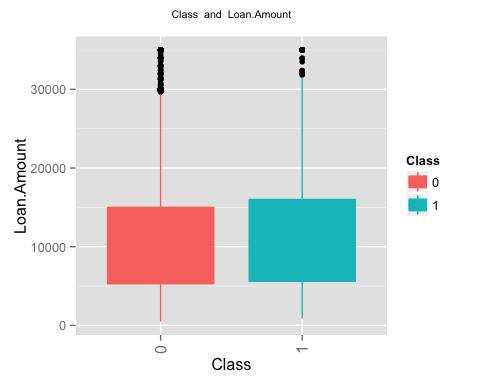 Class and Loan.Amount
Loan.Amount
30000
20000
10000
0
0
1
Class
Class
0
1